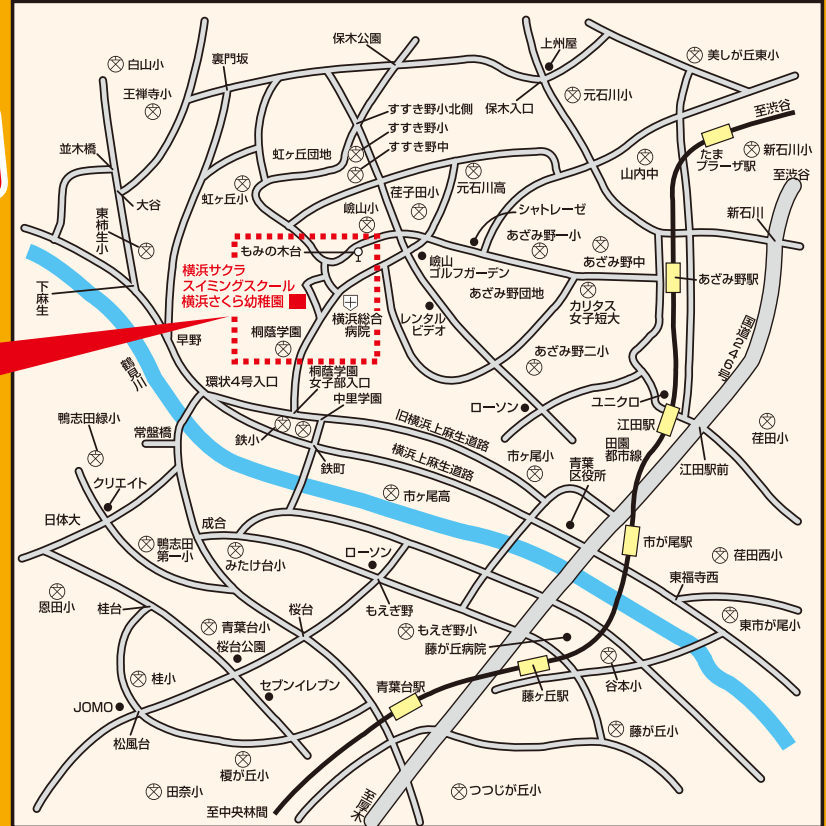 保木公園
上州屋
美しが丘東小
白山小
裏門坂
王禅寺小
保木入口
元石川小
至渋谷
すすき野小北側
すすき野小
すすき野中
たま
プラーザ駅
新石小
至渋谷
並木橋
虹ヶ丘団地
山内中
虹ヶ丘小
大谷
荏子田小
元石川高
新石川
東柿生小
嶮山小
シャトレーゼ
あざみ野一小
あざみ野中
もみの木台
嶮山
ゴルフガーデン
横浜サクラ
スイミングスクール
横浜さくら幼稚園
あざみ野駅
下麻生
あざみ野団地
カリタス
女子短大
横浜総合
病院
レンタル
ビデオ
国道246号
早野
桐蔭学園
あざみ野二小
鶴見川
環状4号入口
桐蔭学園
女子部入口
中里学園
ユニクロ
ローソン
江田駅
鴨志田緑小
常盤橋
鉄小
旧横浜上麻生道路
田園
都市線
荏田小
鉄町
横浜上麻生道路
市ヶ尾小
青葉
区役所
江田駅前
クリエイト
市ヶ尾高
日体大
成合
鴨志田
第一小
みたけ台小
ローソン
市が尾駅
荏田西小
恩田小
桂台
桜台
もえぎ野
東福寺西
青葉台小
桜台公園
もえぎ野小
藤が丘病院
東市が尾小
桂小
セブンイレブン
青葉台駅
藤ヶ丘駅
谷本小
JOMO
松風台
藤が丘小
榎が丘小
田奈小
至中央林間
至厚木
つつじが丘小